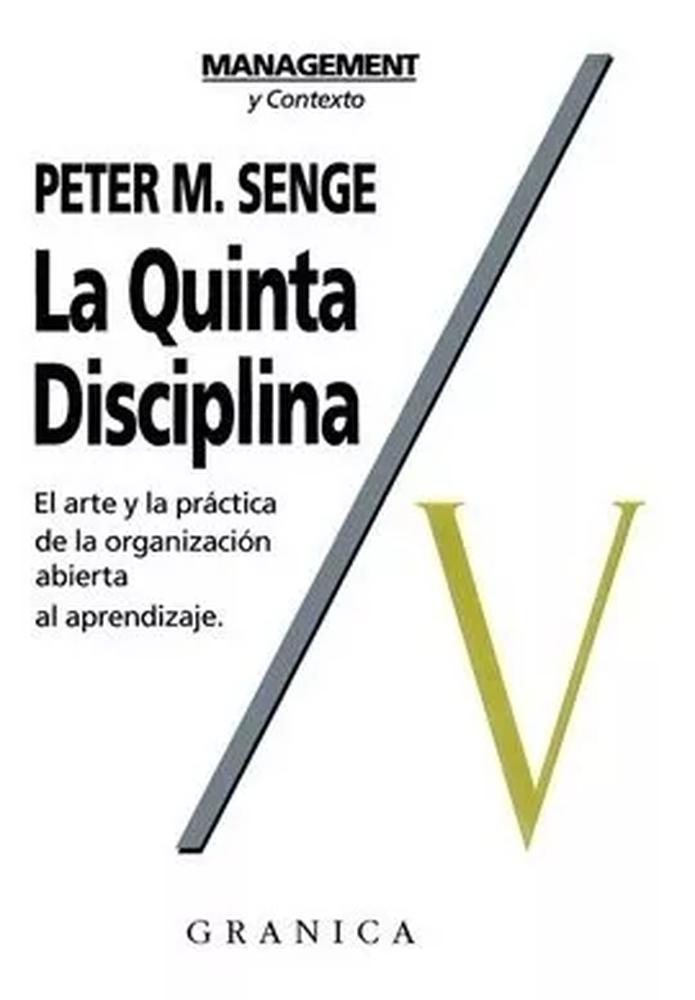 MANAGEMENT
y Contexto
PETER M. SENGE
La Quinta
Disciplina
El arte y la práctica
de la organización
abierta
al aprendizaje.
V
GRANICA